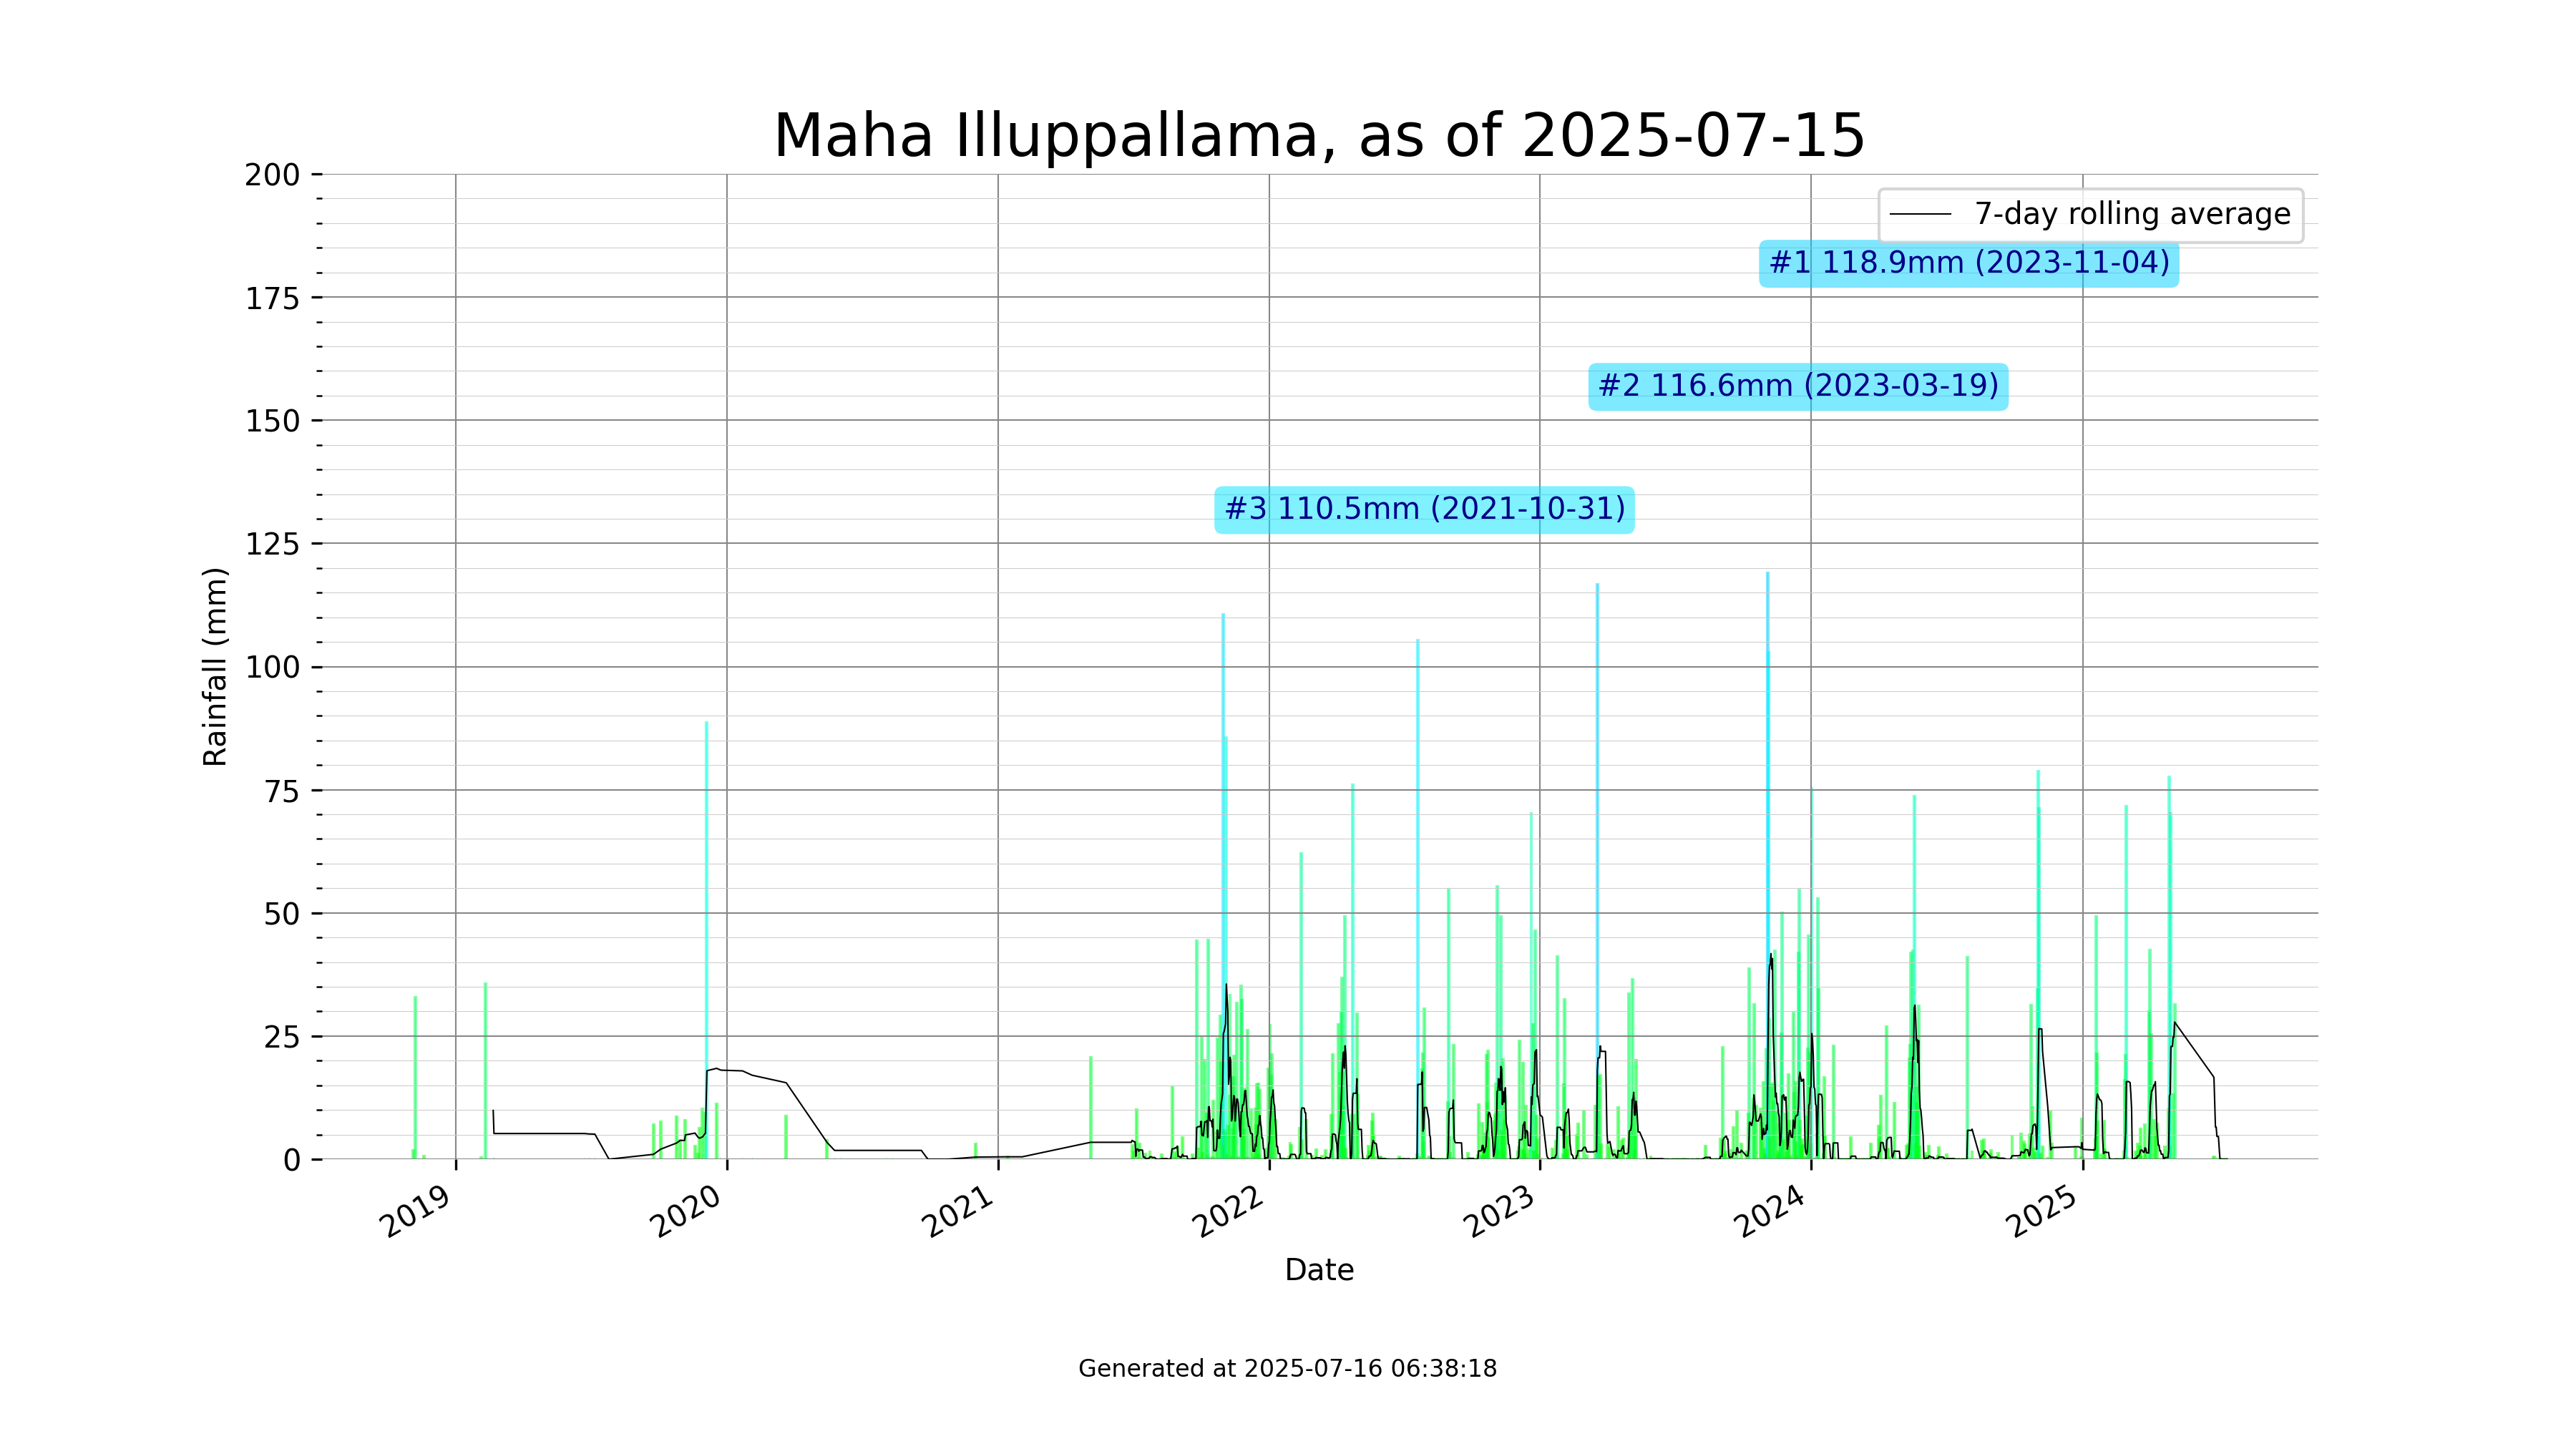 Maha Illuppallama, as of 2025-07-15
200
175
150
125
100
75
50
25
0
Rainfall (mm)
7-day rolling average
#1 118.9mm (2023-11-04)
#2 116.6mm (2023-03-19)
#3 110.5mm (2021-10-31)
2019
2020
2021
2022
2023
2024
2025
Date
Generated at 2025-07-16 06:38:18